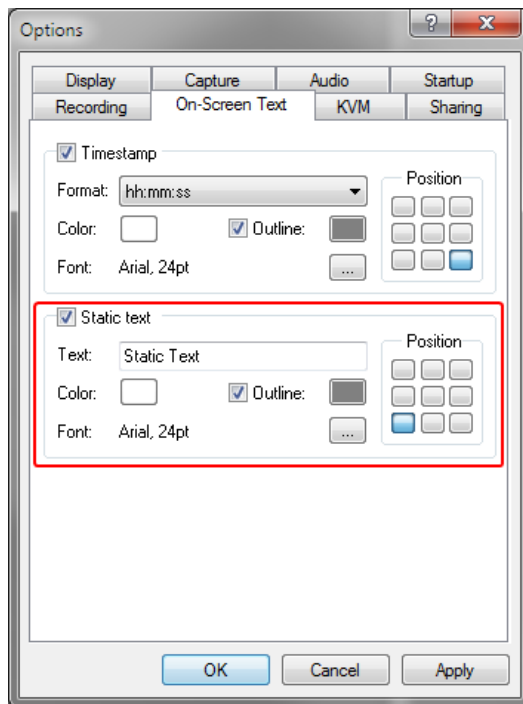 Options
Display Capture Audio Startup
Recording On-Screen Text KVM Sharing
Timestamp
Format: hh:mm:ss
Position
Color: Outline:
Font: Arial, 24pt ...
Static text
Text: Static Text
Position
Color: Outline:
Font: Arial, 24pt ...
OK Cancel Apply